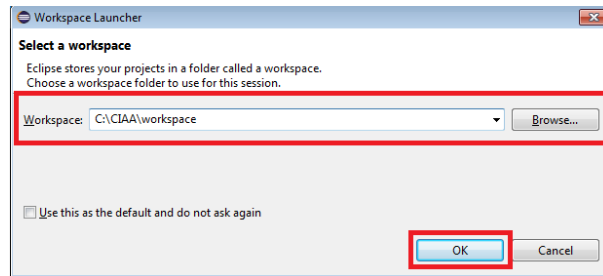 Workspace Launcher
Select a workspace
Eclipse stores your projects in a folder called a workspace.
Choose a workspace folder to use for this session.
Workspace: C:\CIAA\workspace Browse...
Use this as the default and do not ask again
OK Cancel